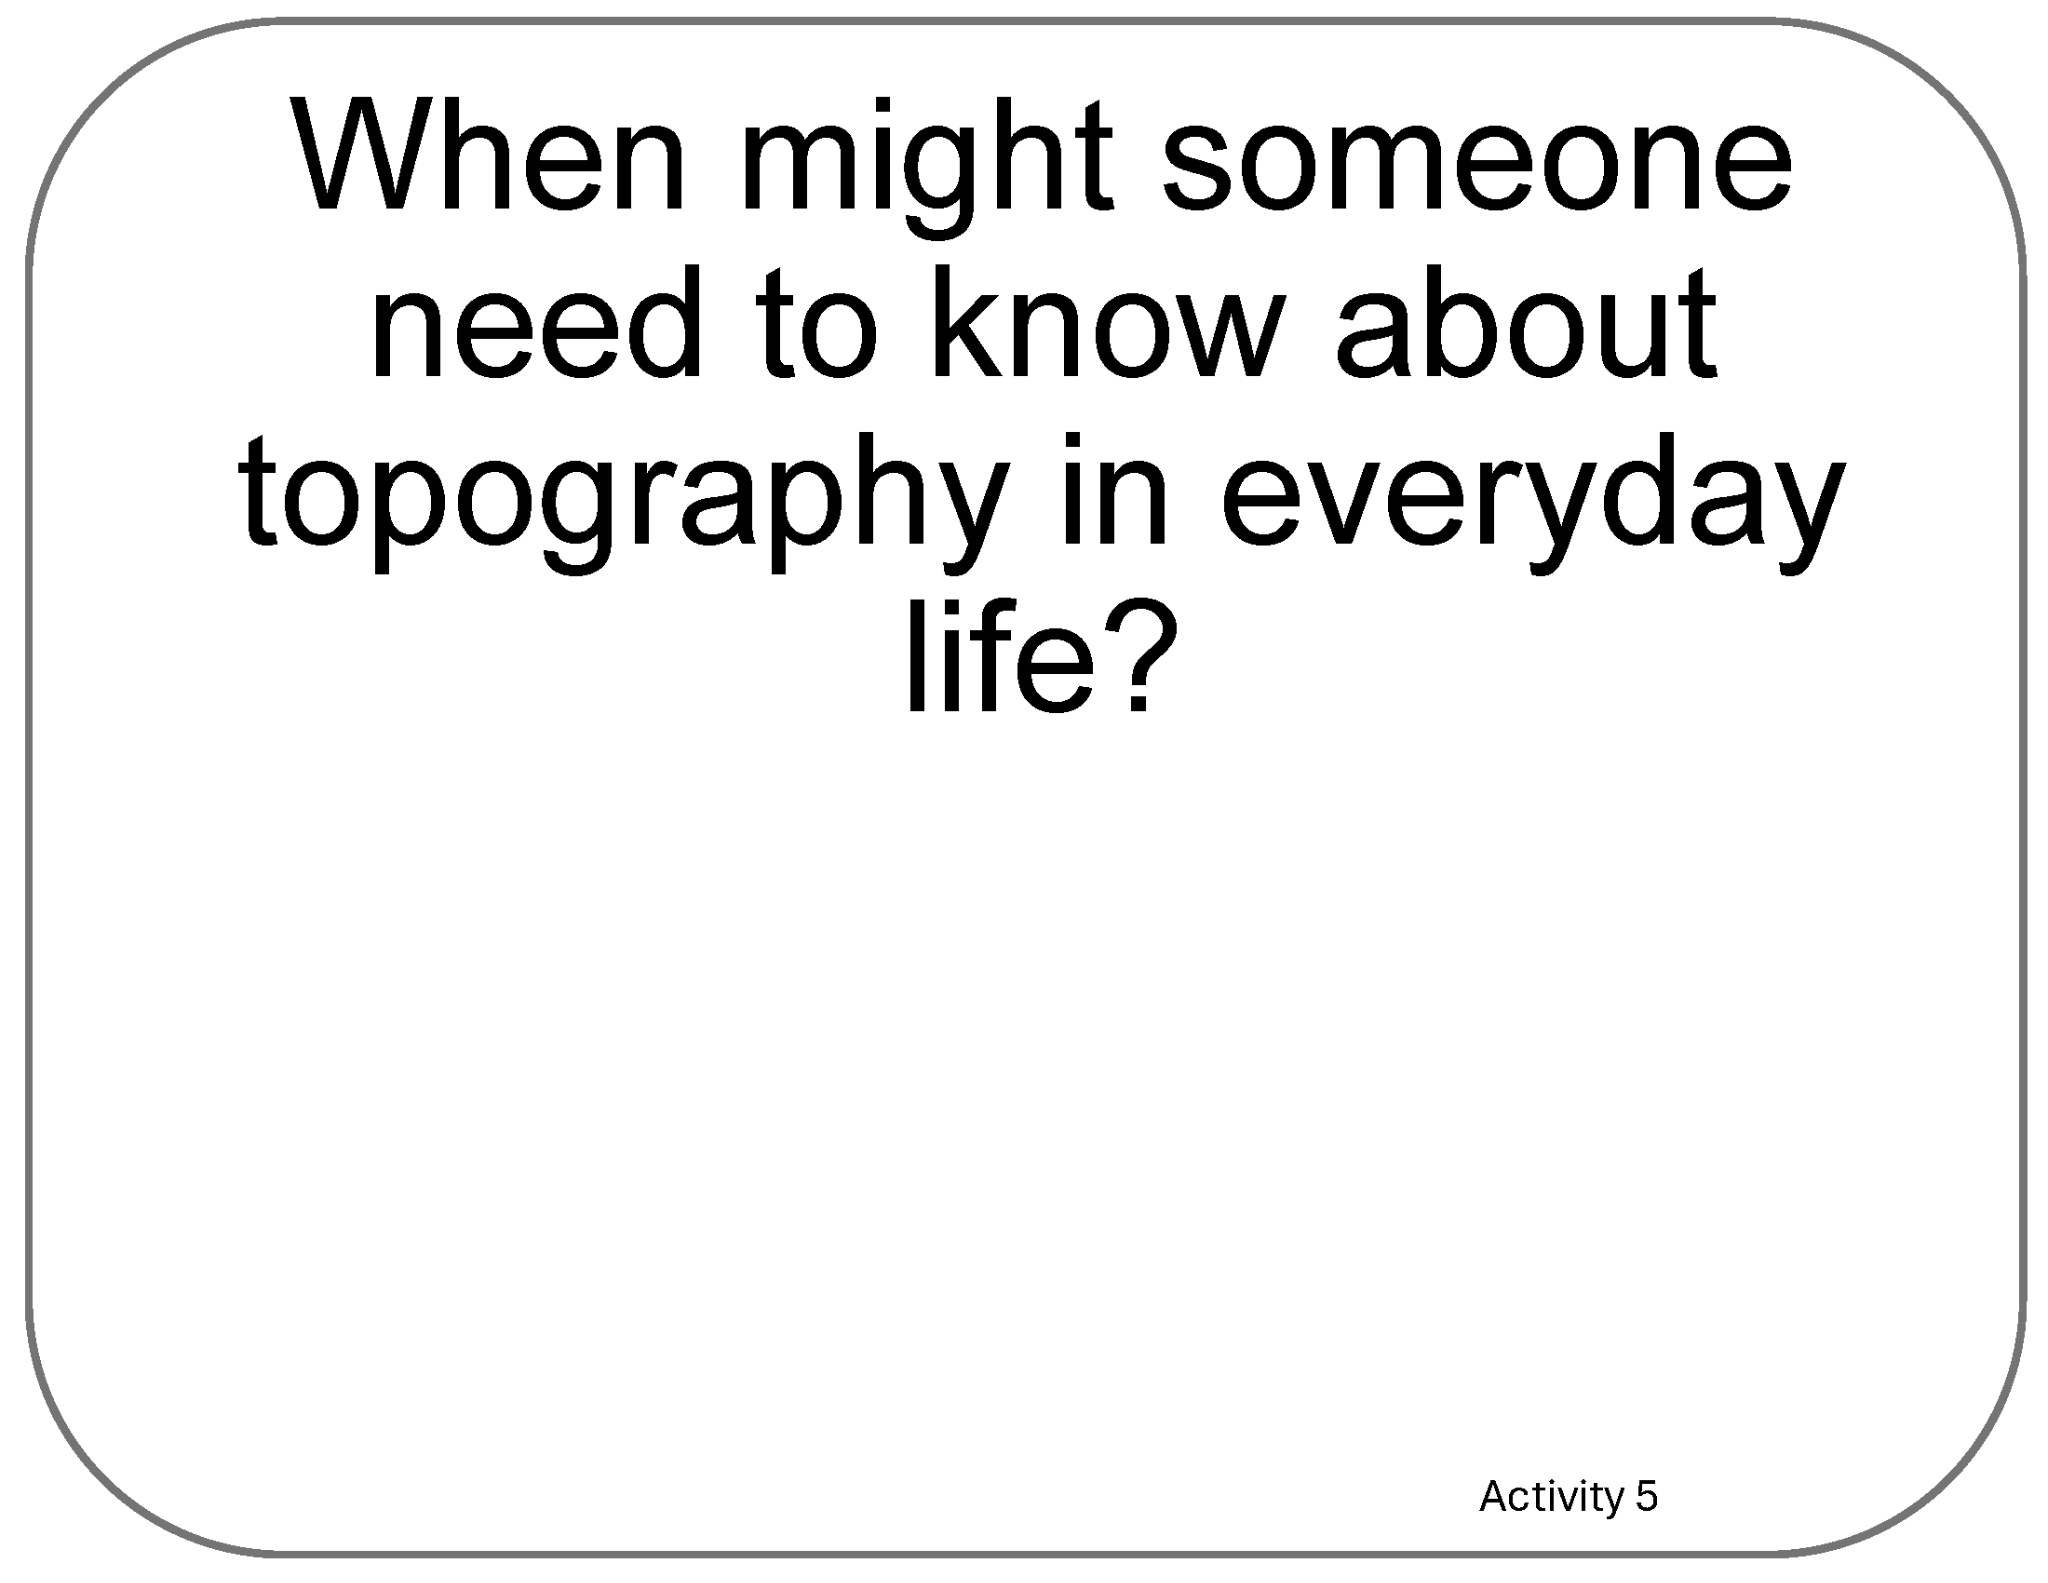 When might someone
need to know about
topography in everyday
life?
Activity 5